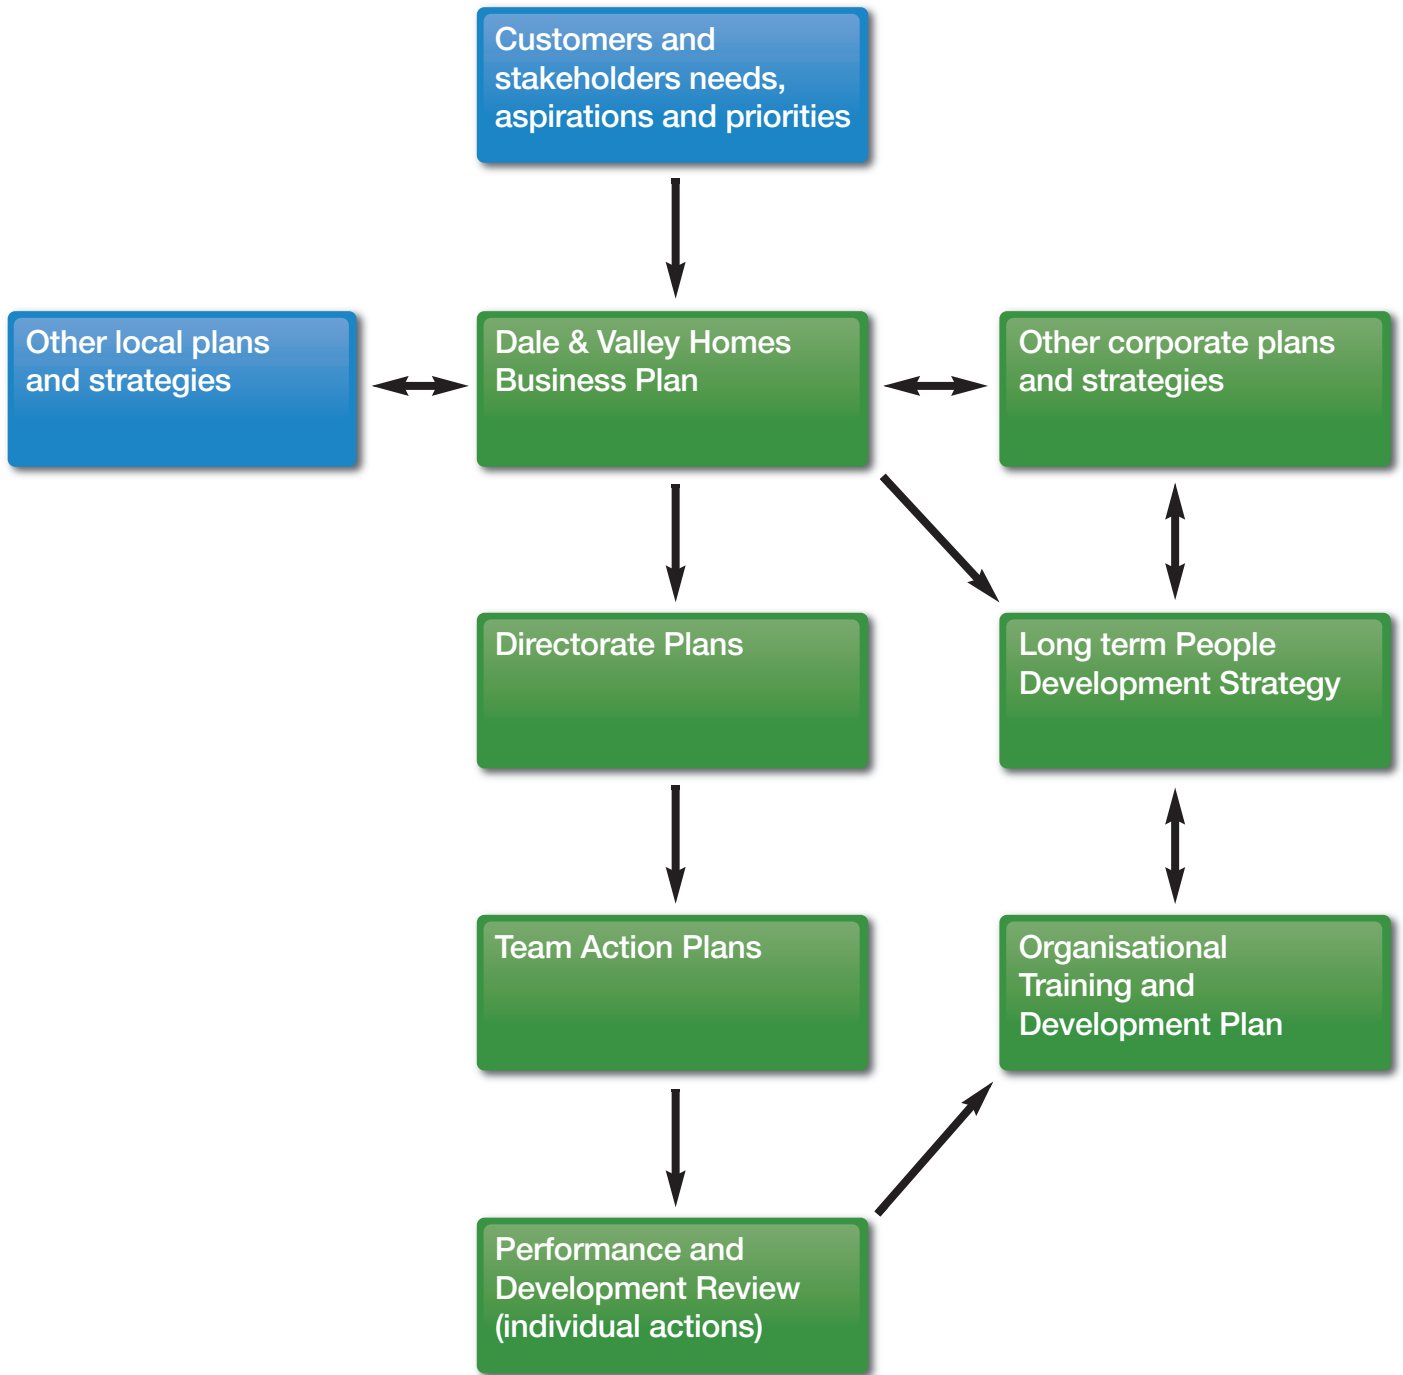 Customers and
stakeholders needs,
aspirations and priorities
Other local plans
and strategies
Dale & Valley Homes
Business Plan
Other corporate plans
and strategies
Directorate Plans
Long term People
Development Strategy
Team Action Plans
Organisational
Training and
Development Plan
Performance and
Development Review
(individual actions)